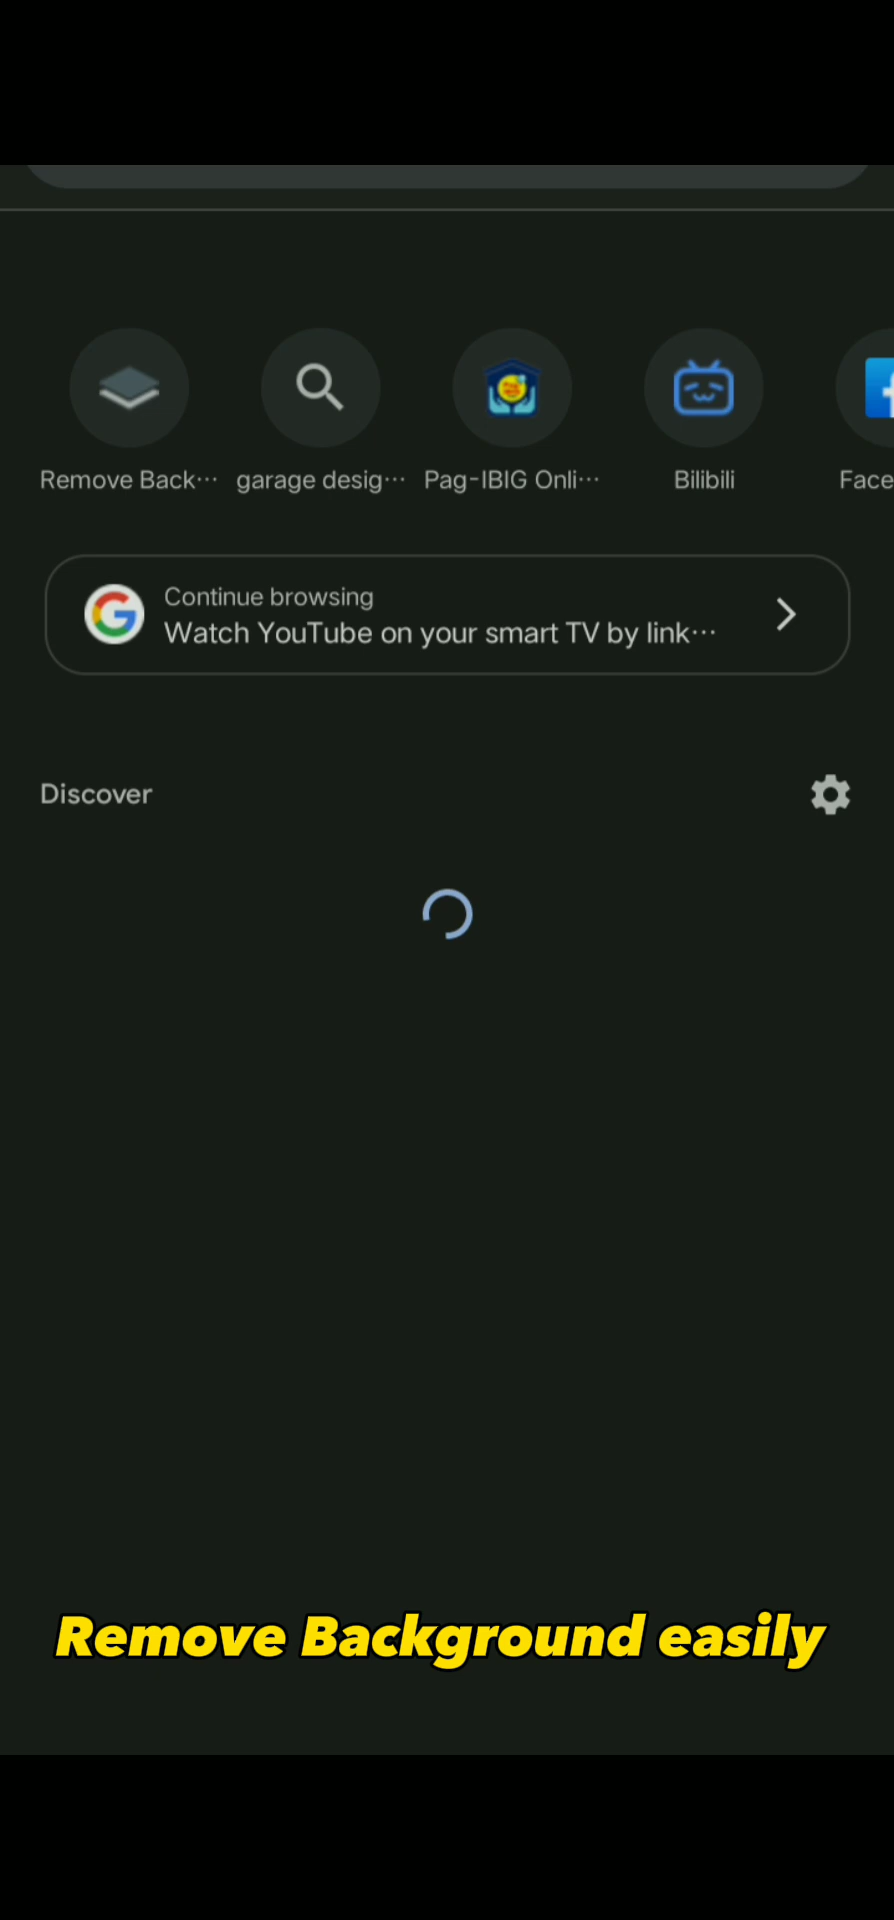 Remove Back···
garage desig···
Pag-IBIG Onli···
Bilibili
Face
Continue browsing
Watch YouTube on your smart TV by link···
Discover
Remove Background easily